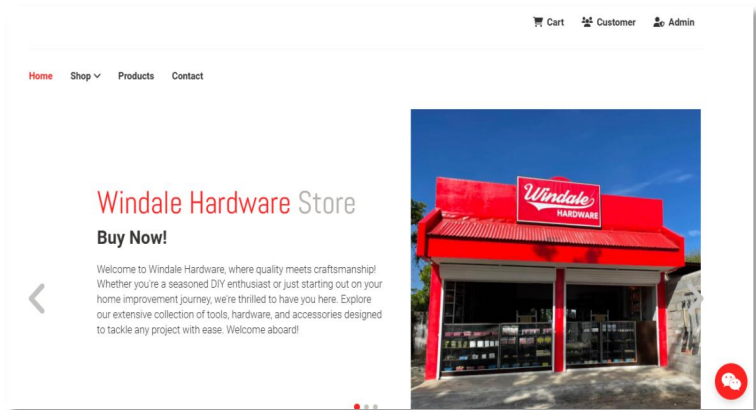 Cart Customer Admin
Home Shop Products Contact
Windale Hardware Store
Buy Now!
Welcome to Windale Hardware, where quality meets craftsmanship!
Whether you're a seasoned DIY enthusiast or just starting out on your
home improvement journey, we're thrilled to have you here. Explore
our extensive collection of tools, hardware, and accessories designed
to tackle any project with ease. Welcome aboard!
Windale
HARDWARE